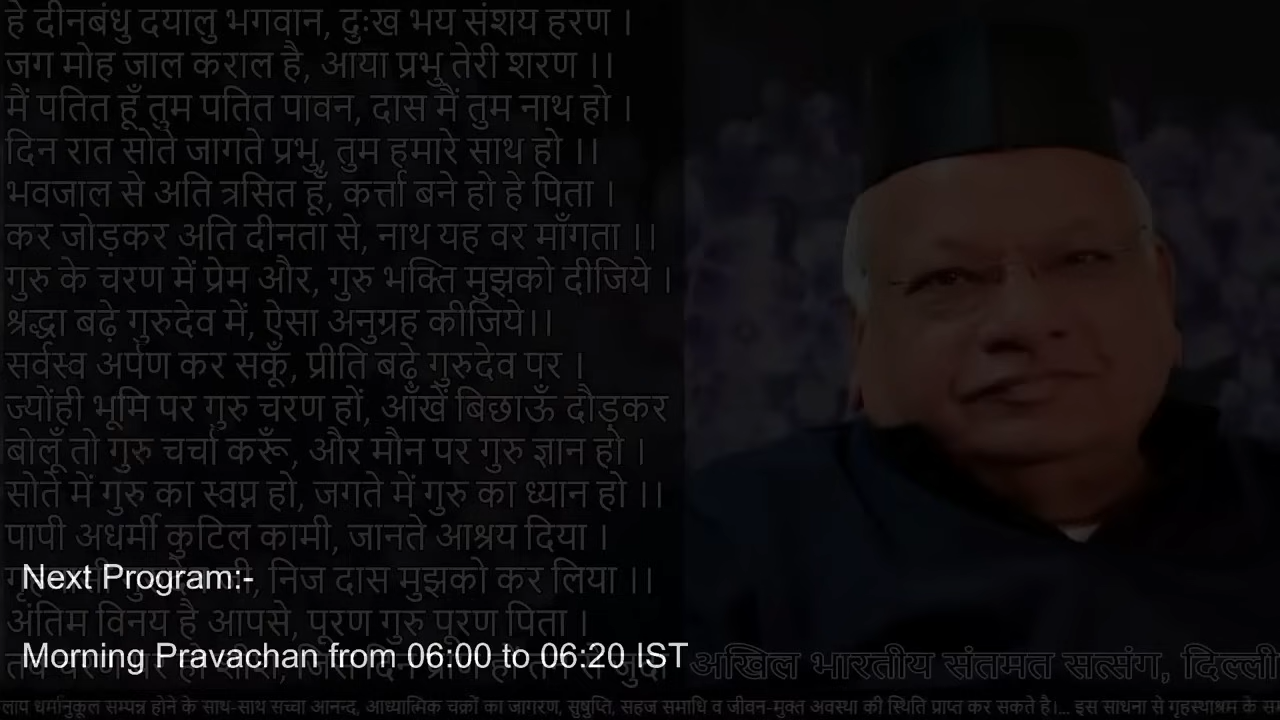 हे दीनबंधु दयालु भगवान, दुःख भय संशय हरण ।
जग मोह जाल कराल है, आया प्रभु तेरी शरण ।।
मैं पतित हूँ तुम पतित पावन, दास मैं तुम नाथ हो ।
दिन रात सोते जागते प्रभु, तुम हमारे साथ हो ।।
भवजाल से अति त्रसित हूँ, कर्त्ता बने हो हे पिता ।
कर जोड़कर अति दीनता से, नाथ यह वर माँगता ।।
गुरु के चरण में प्रेम और, गुरु भक्ति मुझको दीजिये ।
श्रद्धा बढ़े गुरुदेव में, ऐसा अनुग्रह कीजिये।।
सर्वस्व अर्पण कर सकूँ, प्रीति बढ़े गुरुदेव पर ।
ज्योंही भूमि पर गुरु चरण हों, आँखें बिछाऊँ दौड़कर
बोलूँ तो गुरु चर्चा करूँ, और मौन पर गुरु ज्ञान हो ।
सोते में गुरु का स्वप्न हो, जगते में गुरु का ध्यान हो ।।
पापी अधर्मी कुटिल कामी, जानते आश्रय दिया ।
निज दास मुझको कर लिया ।।
Next Program:-
अंतिम विनय है आपसे, पूरण गुरु पूरण पिता ।
Morning Pravachan from 06:00 to 06:20 IST
अखिल भारतीय संतमत सत्संग, दिल्ली
धर्मानुकूल सम्पन्न होने के साथ-साथ सच्चा आनन्द, आध्यात्मिक चक्रों का जागरण, सुषुप्ति, सहज समाधि व जीवन-मुक्त अवस्था की स्थिति प्राप्त कर सकते है।... इस साधना से गृहस्थाश्रम के